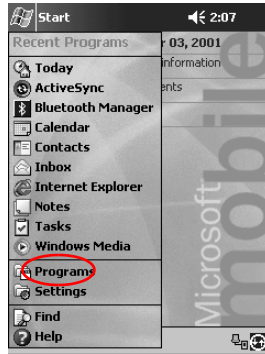 Start 2:07
Recent Programs r 03, 2001
Today information
ActiveSync ents
Bluetooth Manager
Calendar
Contacts
Inbox
Internet Explorer
Notes
Tasks
Windows Media
Programs
Settings
Find
Help
Microsoft
mobile